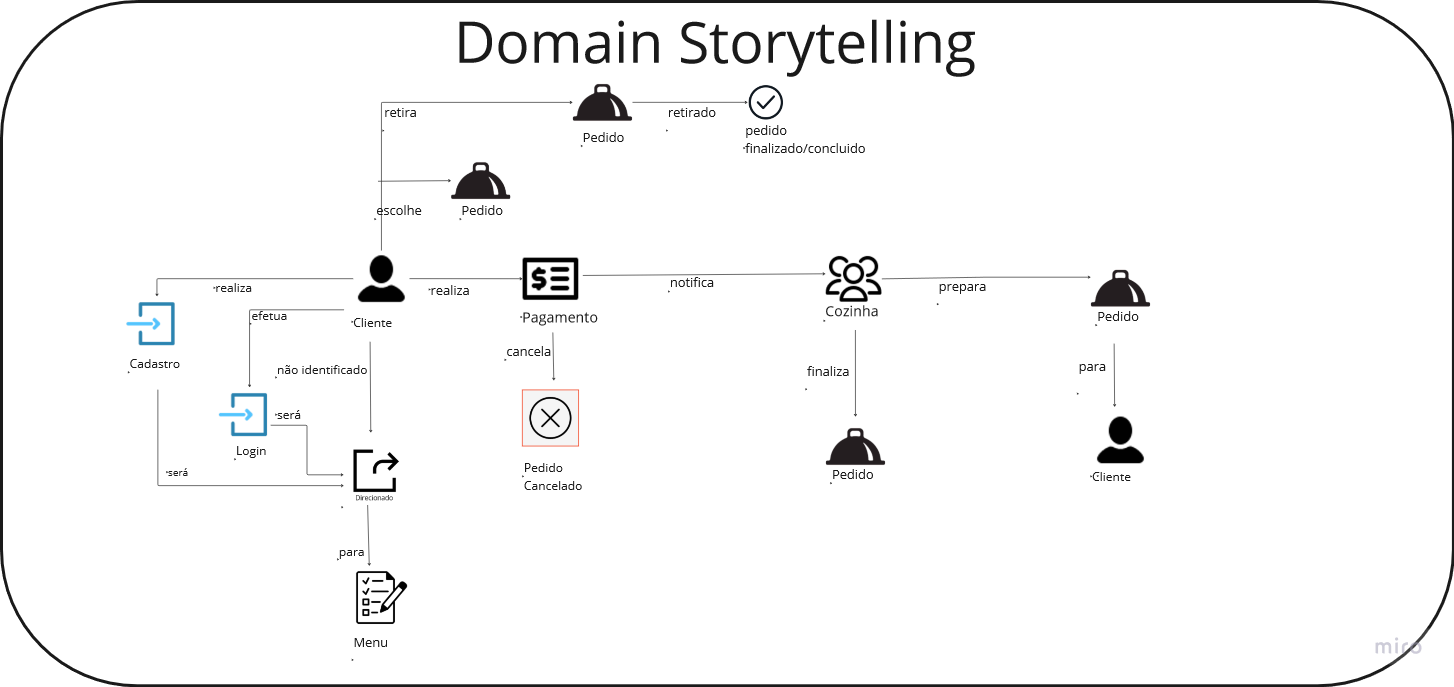 Domain Storytelling
retira
Pedido
retirado
pedido
finalizado/concluido
escolhe
Pedido
realiza
Cliente
realiza
Pagamento
notifica
Cozinha
prepara
Pedido
efetua
Cadastro
não identificado
cancela
finaliza
para
será
Login
será
Direcionado
Pedido
Cancelado
Pedido
Cliente
para
Menu
miro